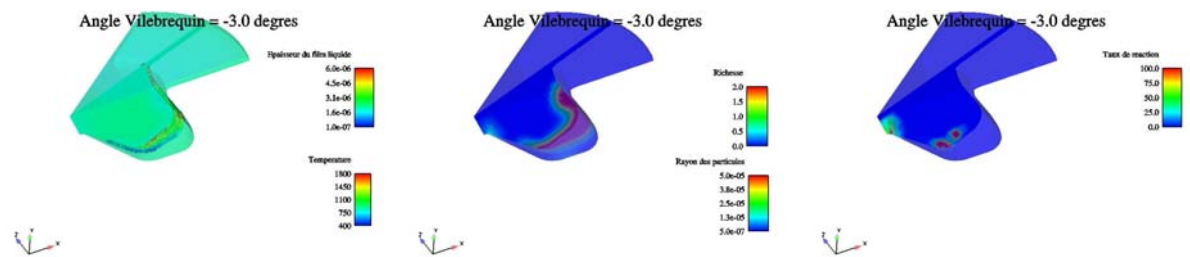 Angle Vilebrequin = -3.0 degres
Epaisseur du film liquide
6.0e-06
4.5e-06
3.1e-06
1.6e-06
1.0e-07
Temperature
1800
1450
1100
750
400
Z
Y
X
Angle Vilebrequin = -3.0 degres
Richesse
2.0
1.5
1.0
0.5
0.0
Rayon des particules
5.0e-05
3.8e-05
2.5e-05
1.3e-05
5.0e-07
Z
Y
X
Angle Vilebrequin = -3.0 degres
Taux de reaction
100.0
75.0
50.0
25.0
0.0
Z
Y
X